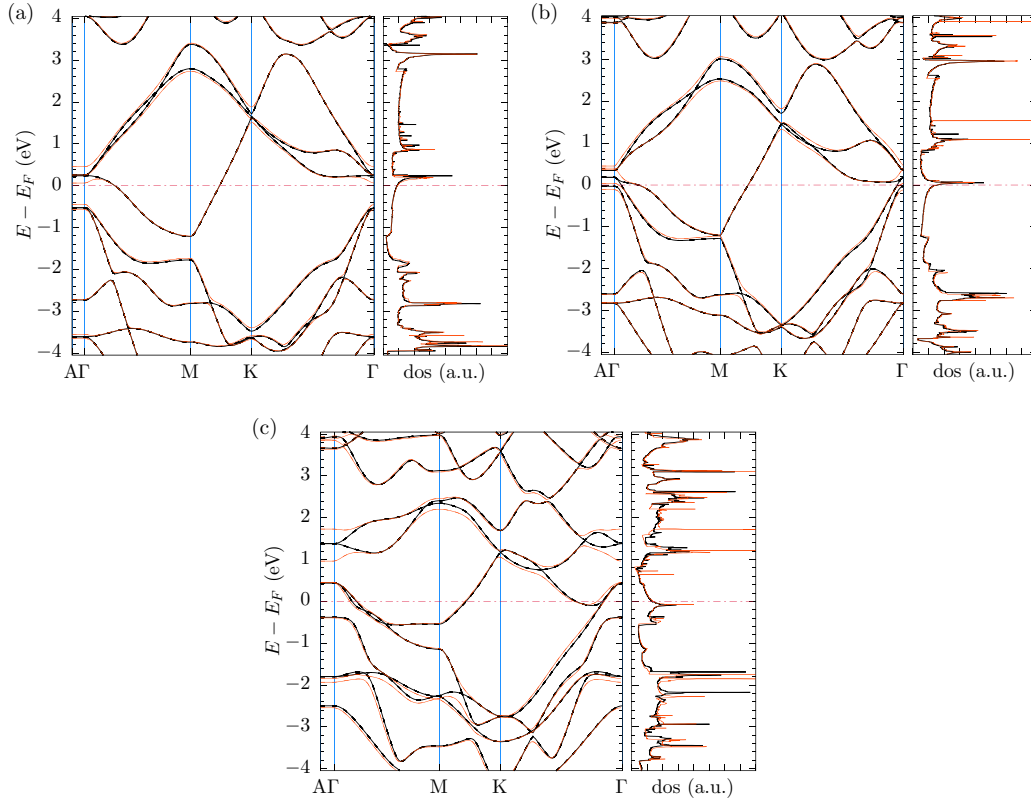 (a)
4
3
2
1
0
−1
−2
−3
−4
E − E_F (eV)
AΓ
M
K
Γ
dos (a.u.)
(b)
4
3
2
1
0
−1
−2
−3
−4
E − E_F (eV)
AΓ
M
K
Γ
dos (a.u.)
(c)
4
3
2
1
0
−1
−2
−3
−4
E − E_F (eV)
AΓ
M
K
Γ
dos (a.u.)